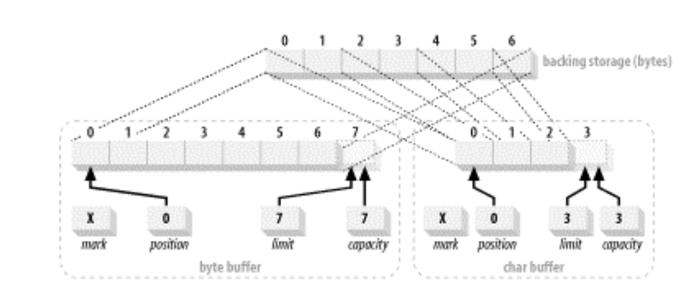 0 1 2 3 4 5 6
backing storage (bytes)
0 1 2 3 4 5 6 7
0 1 2 3
X 0 7 7
mark position limit capacity
X 0 3 3
mark position limit capacity
byte buffer
char buffer